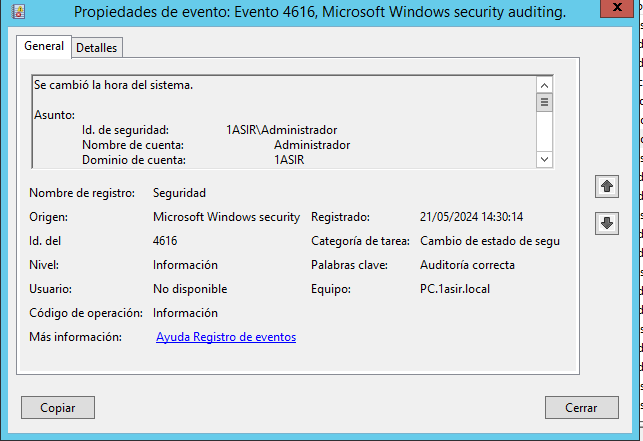 Propiedades de evento: Evento 4616, Microsoft Windows security auditing.
x
General Detalles
Se cambió la hora del sistema.
Asunto:
Id. de seguridad: 1ASIR\Administrador
Nombre de cuenta: Administrador
Dominio de cuenta: 1ASIR
Nombre de registro: Seguridad
Origen: Microsoft Windows security Registrado: 21/05/2024 14:30:14
Id. del 4616 Categoría de tarea: Cambio de estado de segu
Nivel: Información Palabras clave: Auditoría correcta
Usuario: No disponible Equipo: PC.1asir.local
Código de operación: Información
Más información: Ayuda Registro de eventos
Copiar Cerrar